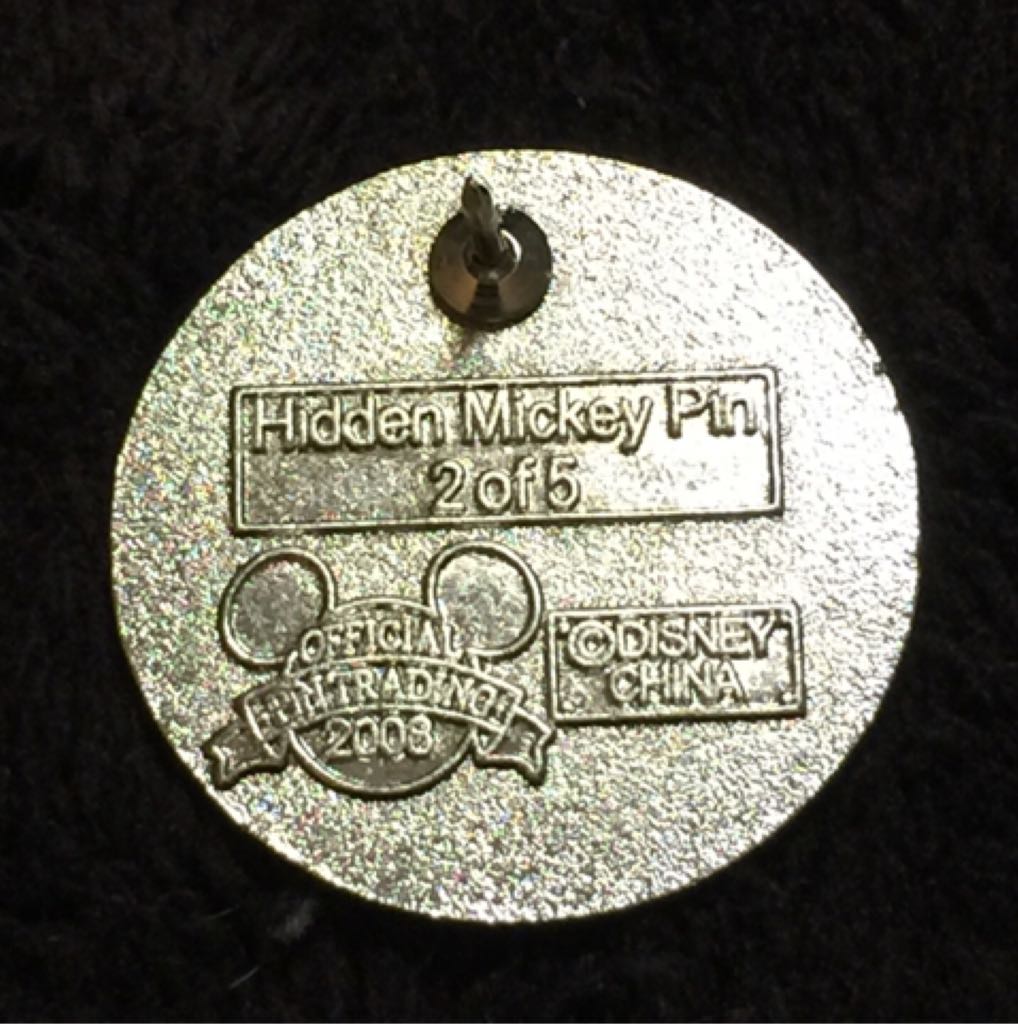 Hidden Mickey Pin
2 of 5
OFFICIAL
PIN TRADING
2008
©DISNEY
CHINA